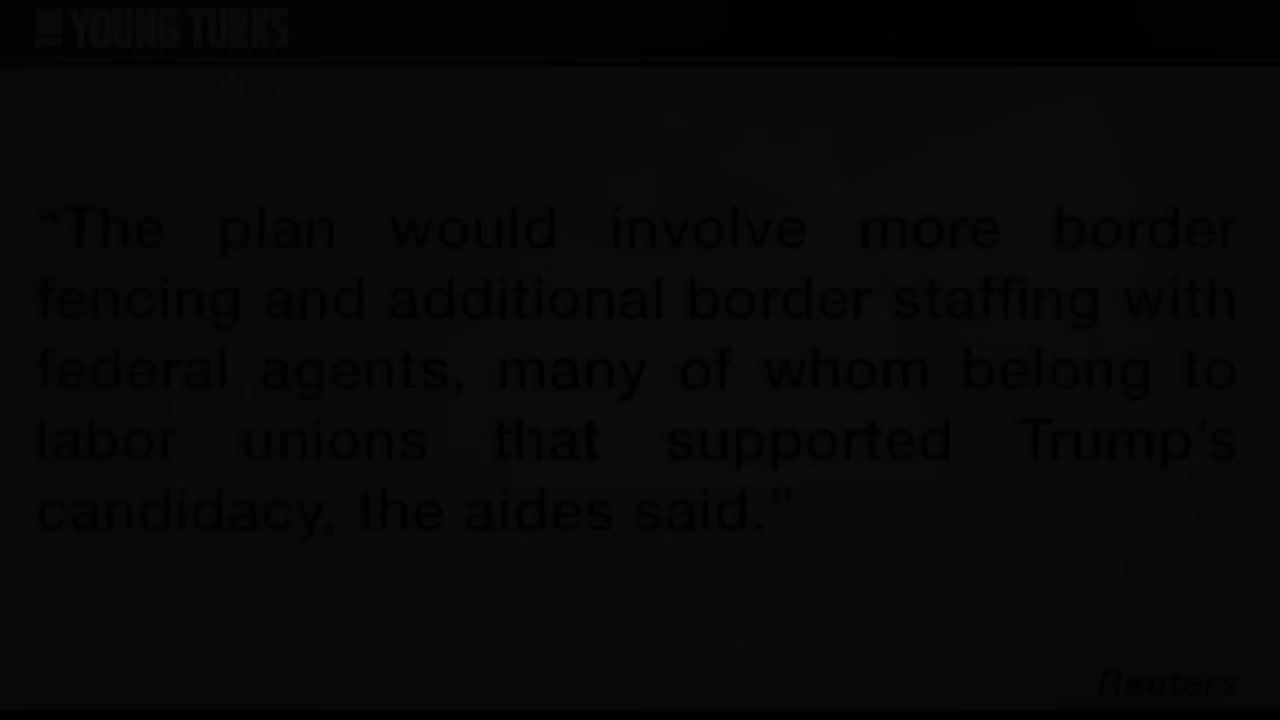 THE YOUNG TURKS
“The plan would involve more border
fencing and additional border staffing with
federal agents, many of whom belong to
labor unions that supported Trump's
candidacy, the aides said.”
Reuters